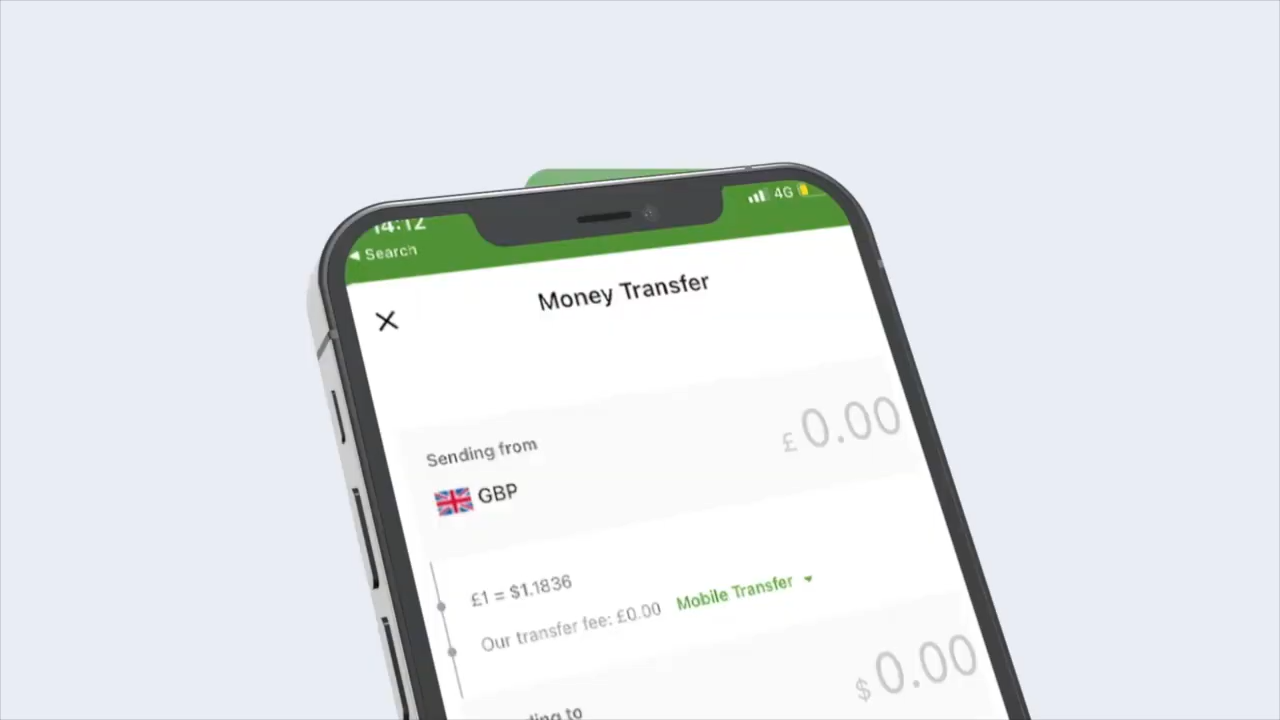 14:12
4G
◀ Search
Money Transfer
Sending from
£ 0.00
GBP
£1 = $1.1836
Our transfer fee: £0.00 Mobile Transfer
$ 0.00
to